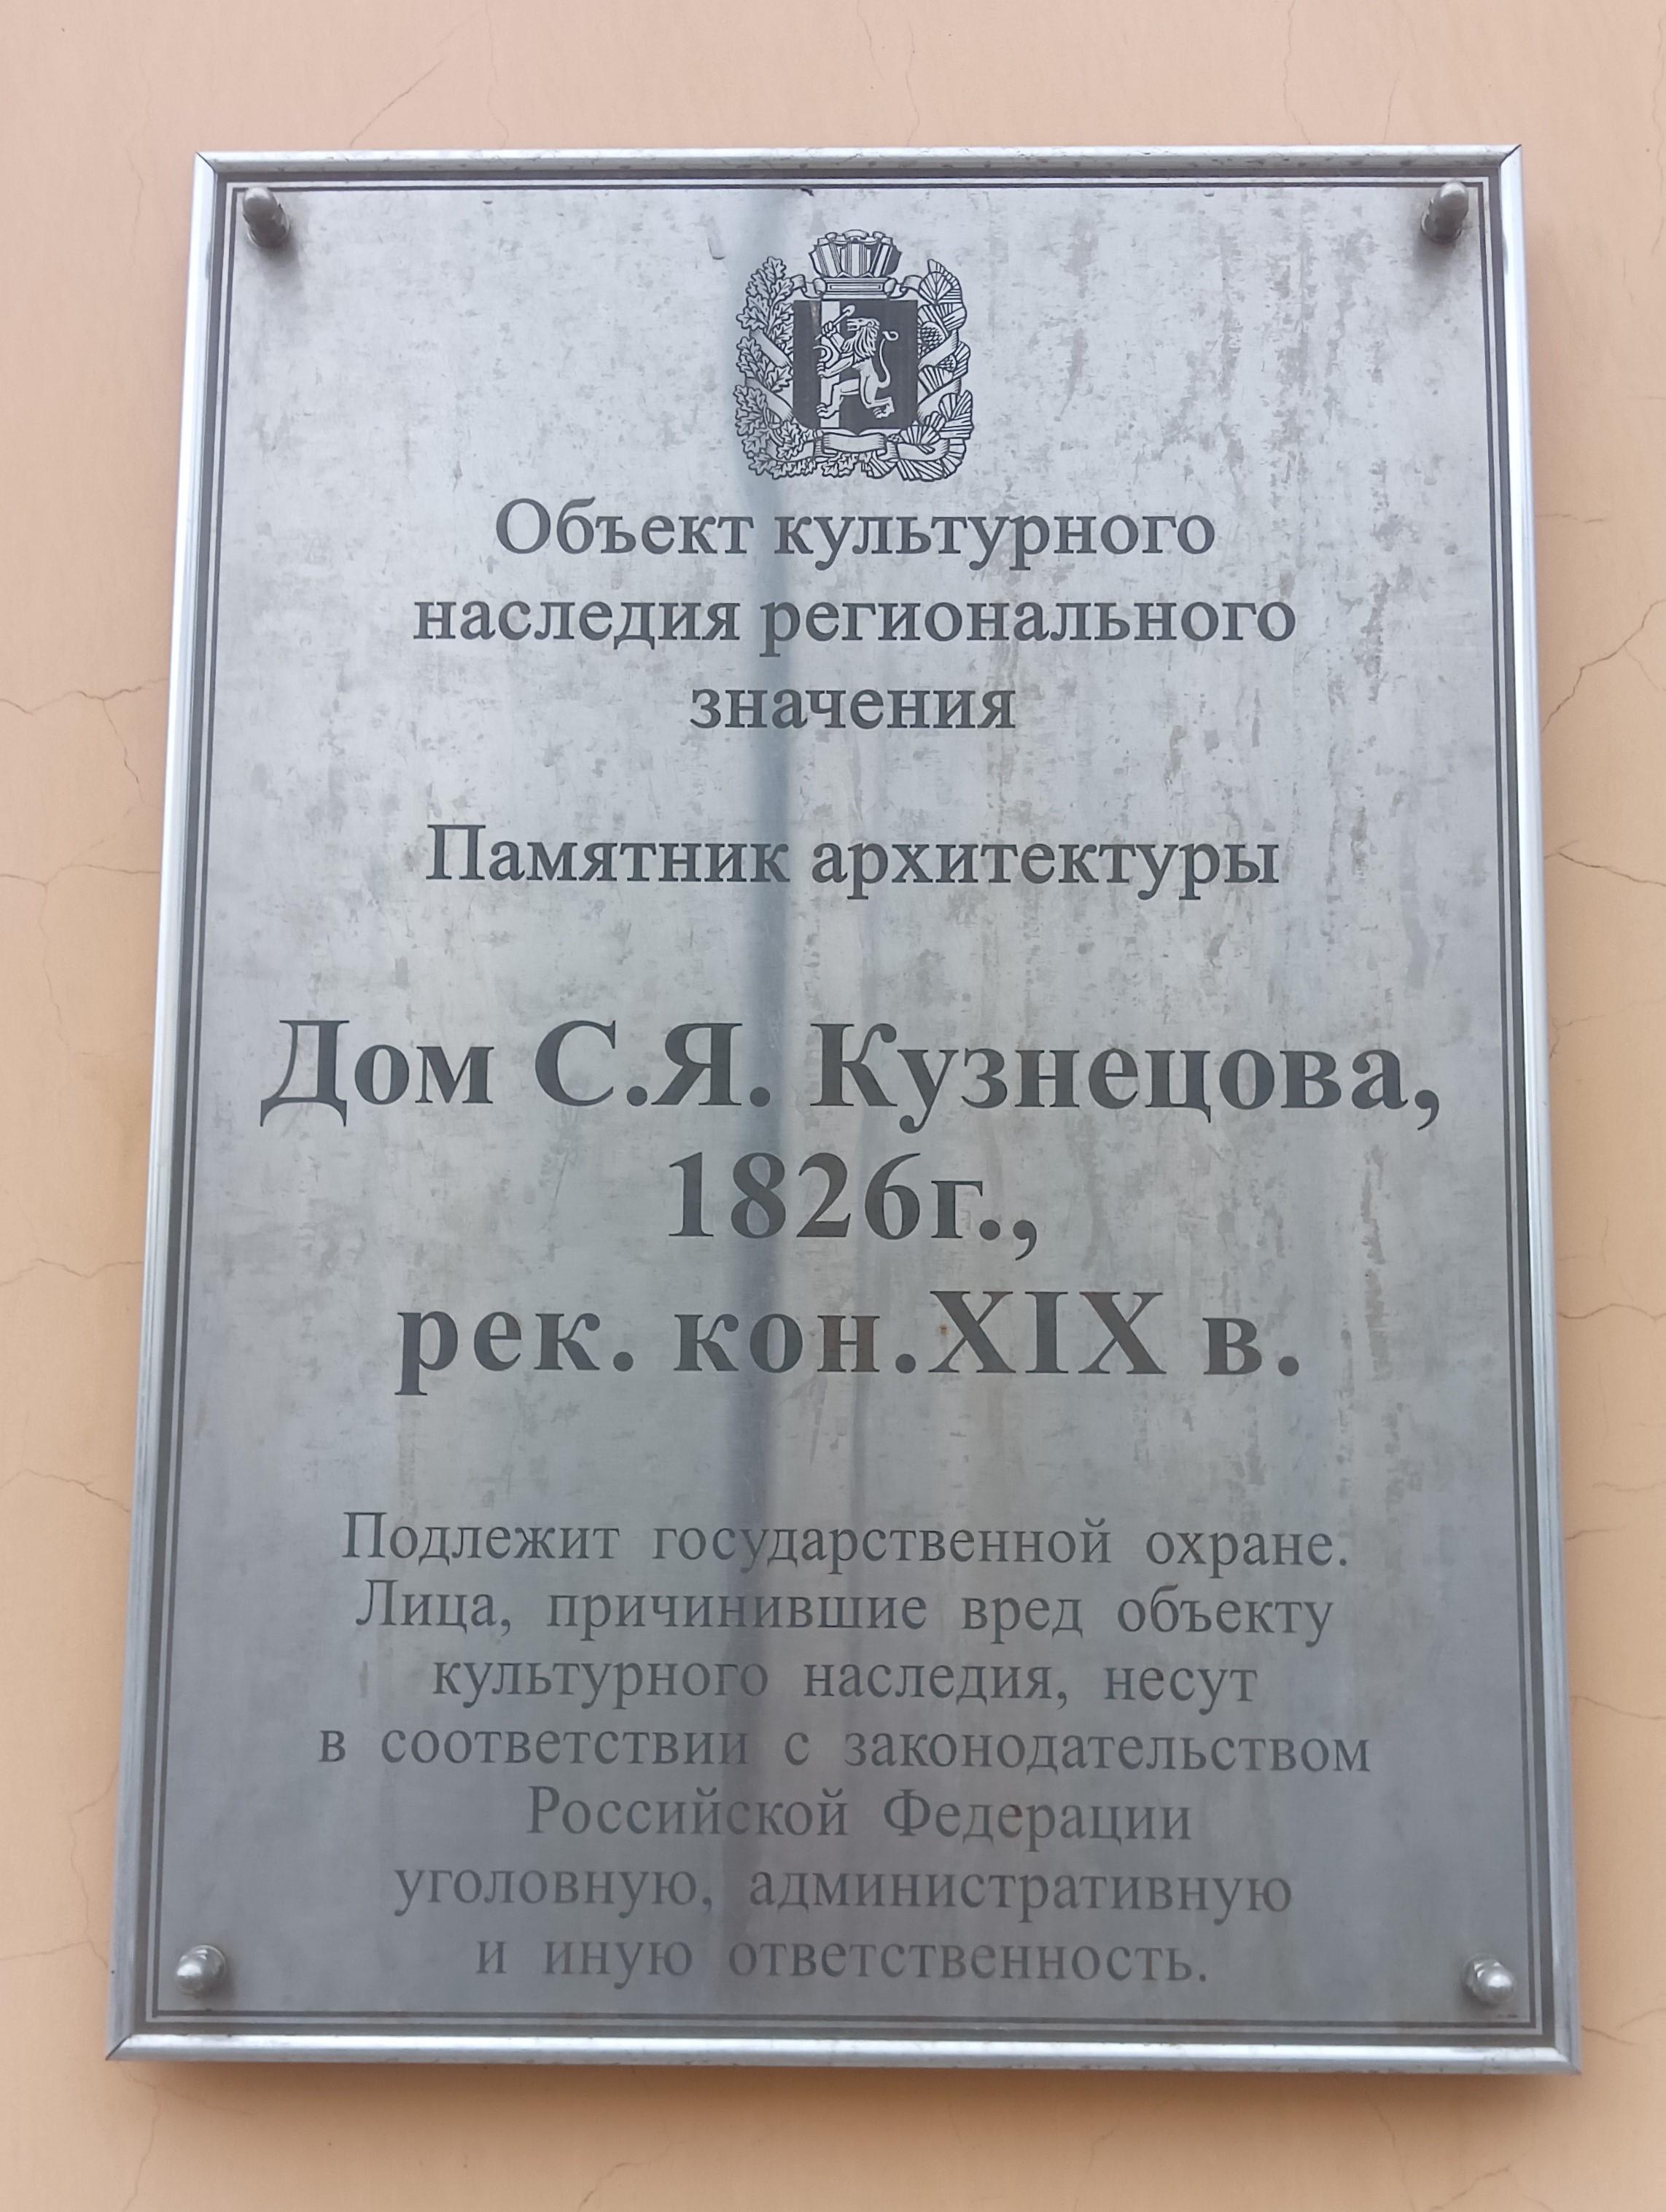 Объект культурного
наследия регионального
значения
Памятник архитектуры
Дом С.Я. Кузнецова,
1826г.,
рек. кон.XIX в.
Подлежит государственной охране.
Лица, причинившие вред объекту
культурного наследия, несут
в соответствии с законодательством
Российской Федерации
уголовную, административную
и иную ответственность.